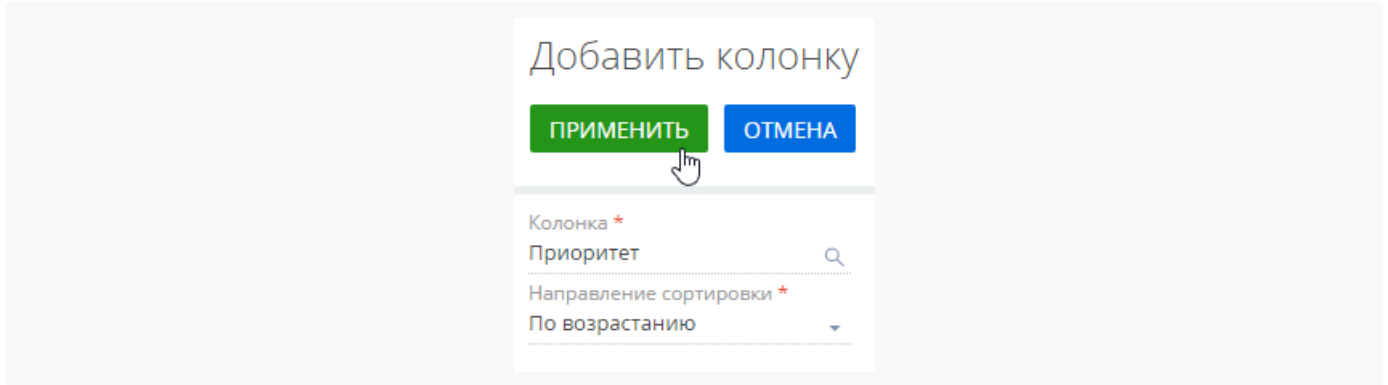 Добавить колонку
ПРИМЕНИТЬ ОТМЕНА
Колонка *
Приоритет
Направление сортировки *
По возрастанию